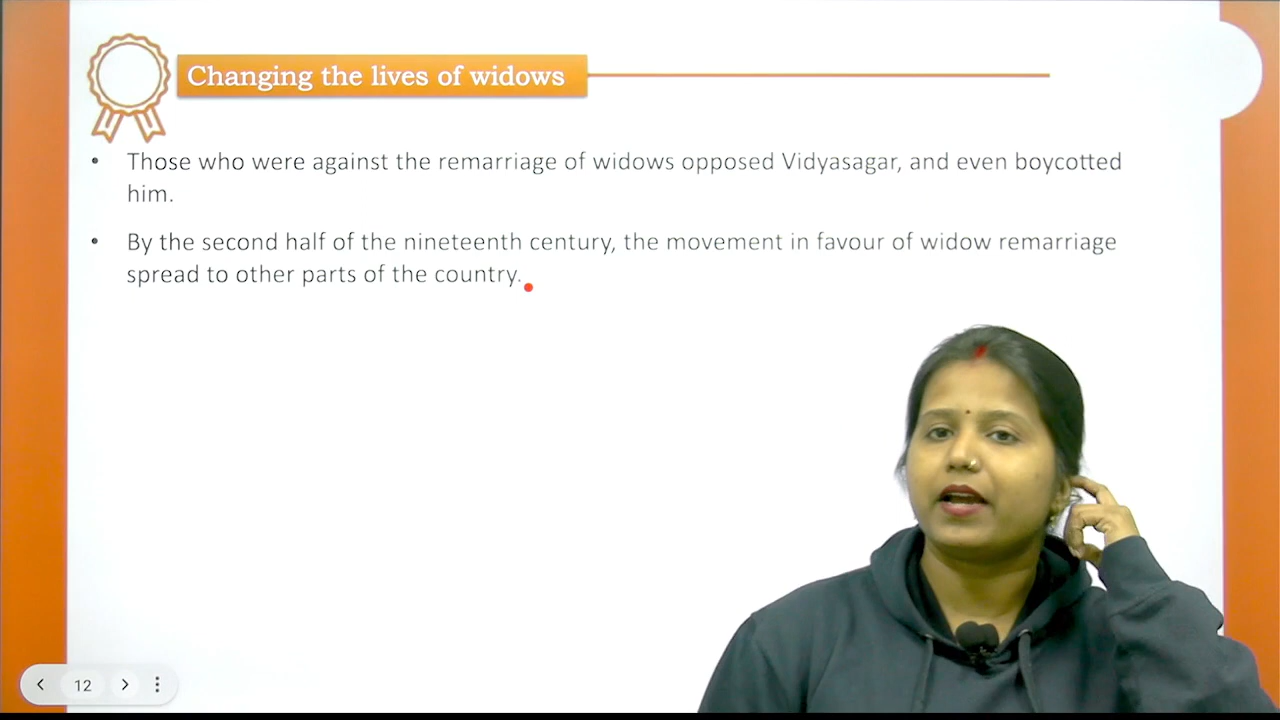 Changing the lives of widows
• Those who were against the remarriage of widows opposed Vidyasagar, and even boycotted
him.
• By the second half of the nineteenth century, the movement in favour of widow remarriage
spread to other parts of the country.
12